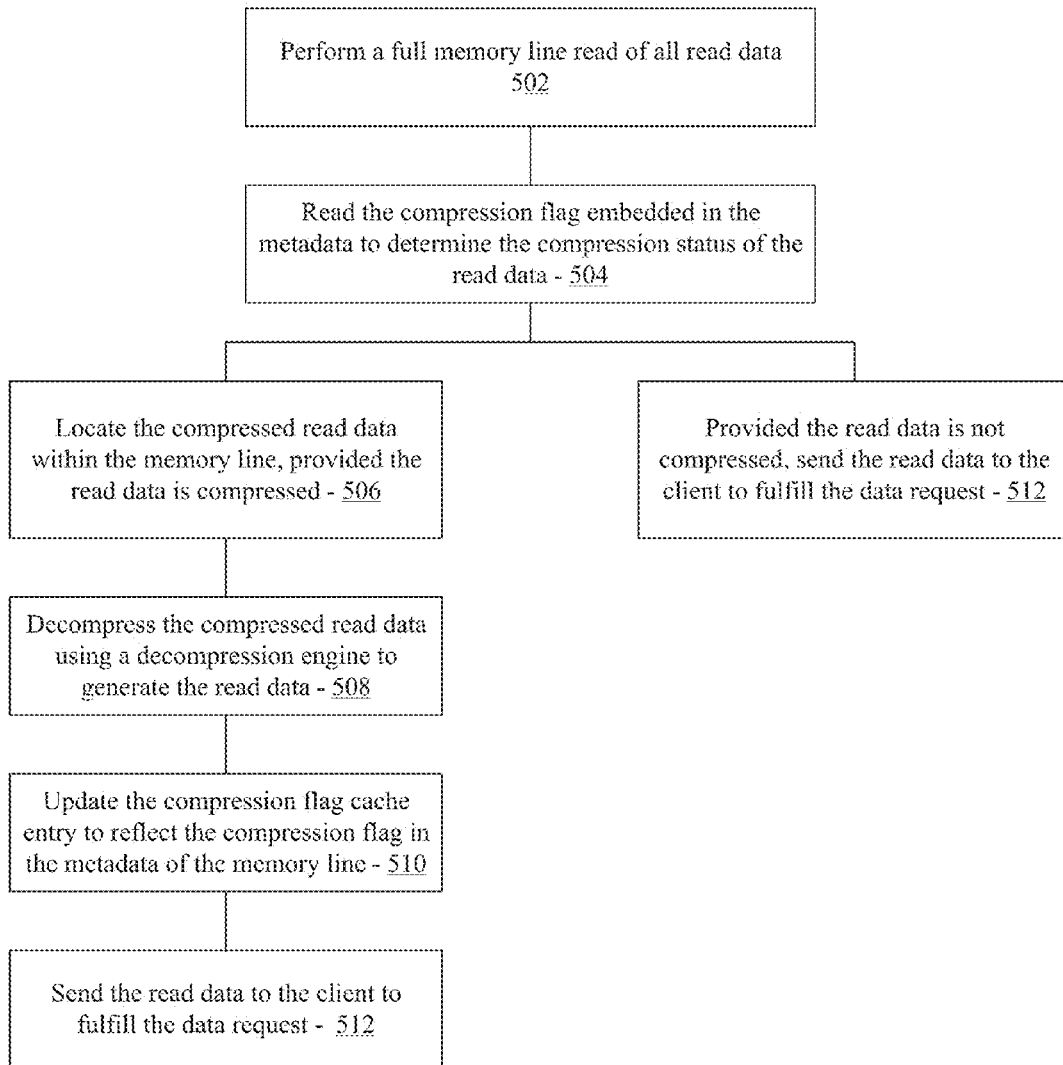 Perform a full memory line read of all read data
502
Read the compression flag embedded in the
metadata to determine the compression status of the
read data - 504
Locate the compressed read data
within the memory line, provided the
read data is compressed - 506
Provided the read data is not
compressed, send the read data to the
client to fulfill the data request - 512
Decompress the compressed read data
using a decompression engine to
generate the read data - 508
Update the compression flag cache
entry to reflect the compression flag in
the metadata of the memory line - 510
Send the read data to the client to
fulfill the data request - 512